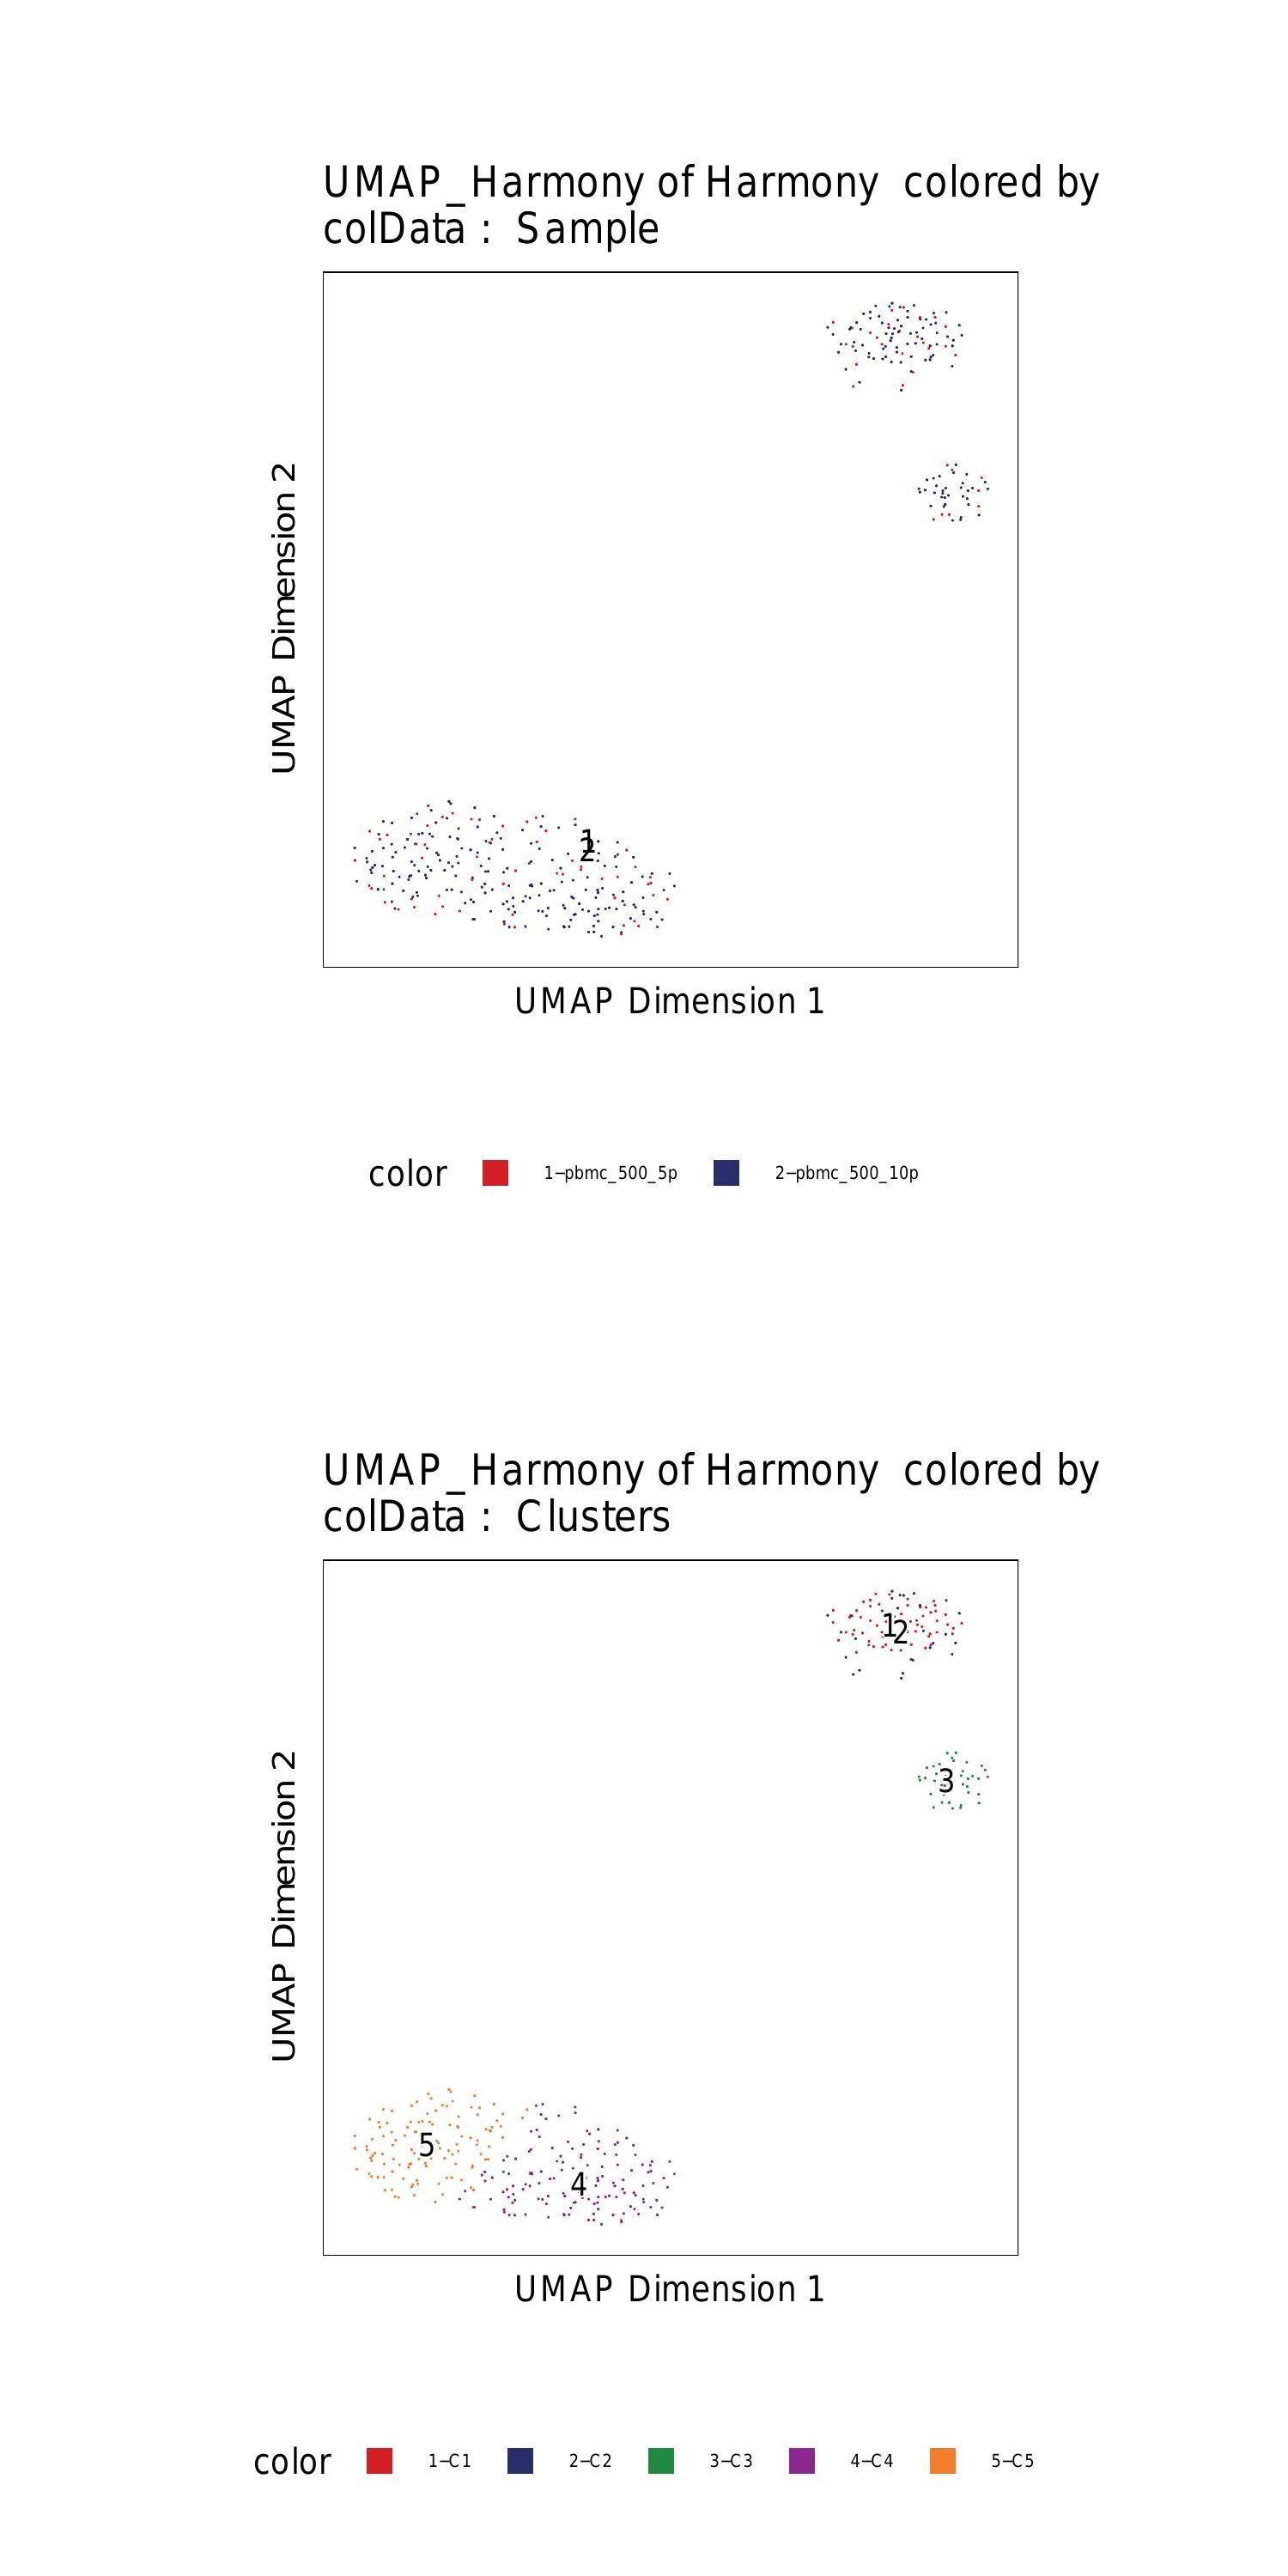 UMAP_Harmony of Harmony colored by
colData : Sample
UMAP Dimension 2
1
2
UMAP Dimension 1
color 1−pbmc_500_5p 2−pbmc_500_10p
UMAP_Harmony of Harmony colored by
colData : Clusters
UMAP Dimension 2
1
2
3
5
4
UMAP Dimension 1
color 1−C1 2−C2 3−C3 4−C4 5−C5